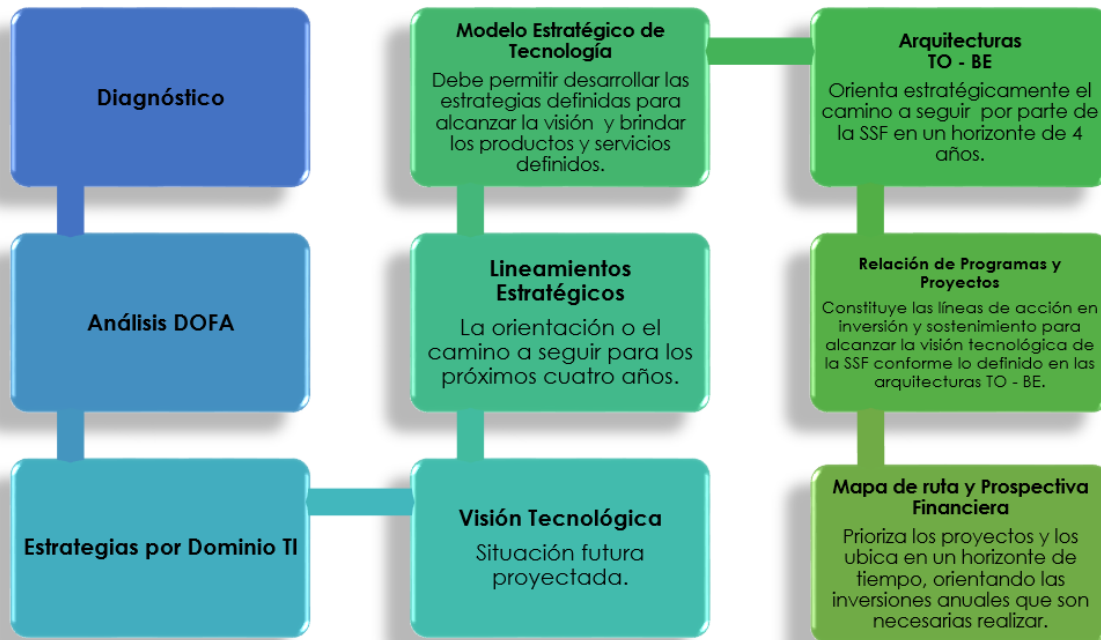 Diagnóstico
Análisis DOFA
Estrategias por Dominio TI
Visión Tecnológica
Situación futura
proyectada.
Lineamientos
Estratégicos
La orientación o el
camino a seguir para los
próximos cuatro años.
Modelo Estratégico de
Tecnología
Debe permitir desarrollar las
estrategias definidas para
alcanzar la visión y brindar
los productos y servicios
definidos.
Arquitecturas
TO - BE
Orienta estratégicamente el
camino a seguir por parte de
la SSF en un horizonte de 4
años.
Relación de Programas y
Proyectos
Constituye las líneas de acción en
inversión y sostenimiento para
alcanzar la visión tecnológica de
la SSF conforme lo definido en las
arquitecturas TO - BE.
Mapa de ruta y Prospectiva
Financiera
Prioriza los proyectos y los
ubica en un horizonte de
tiempo, orientando las
inversiones anuales que son
necesarias realizar.